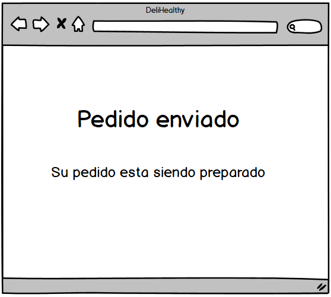 DeliHealthy
Pedido enviado
Su pedido esta siendo preparado